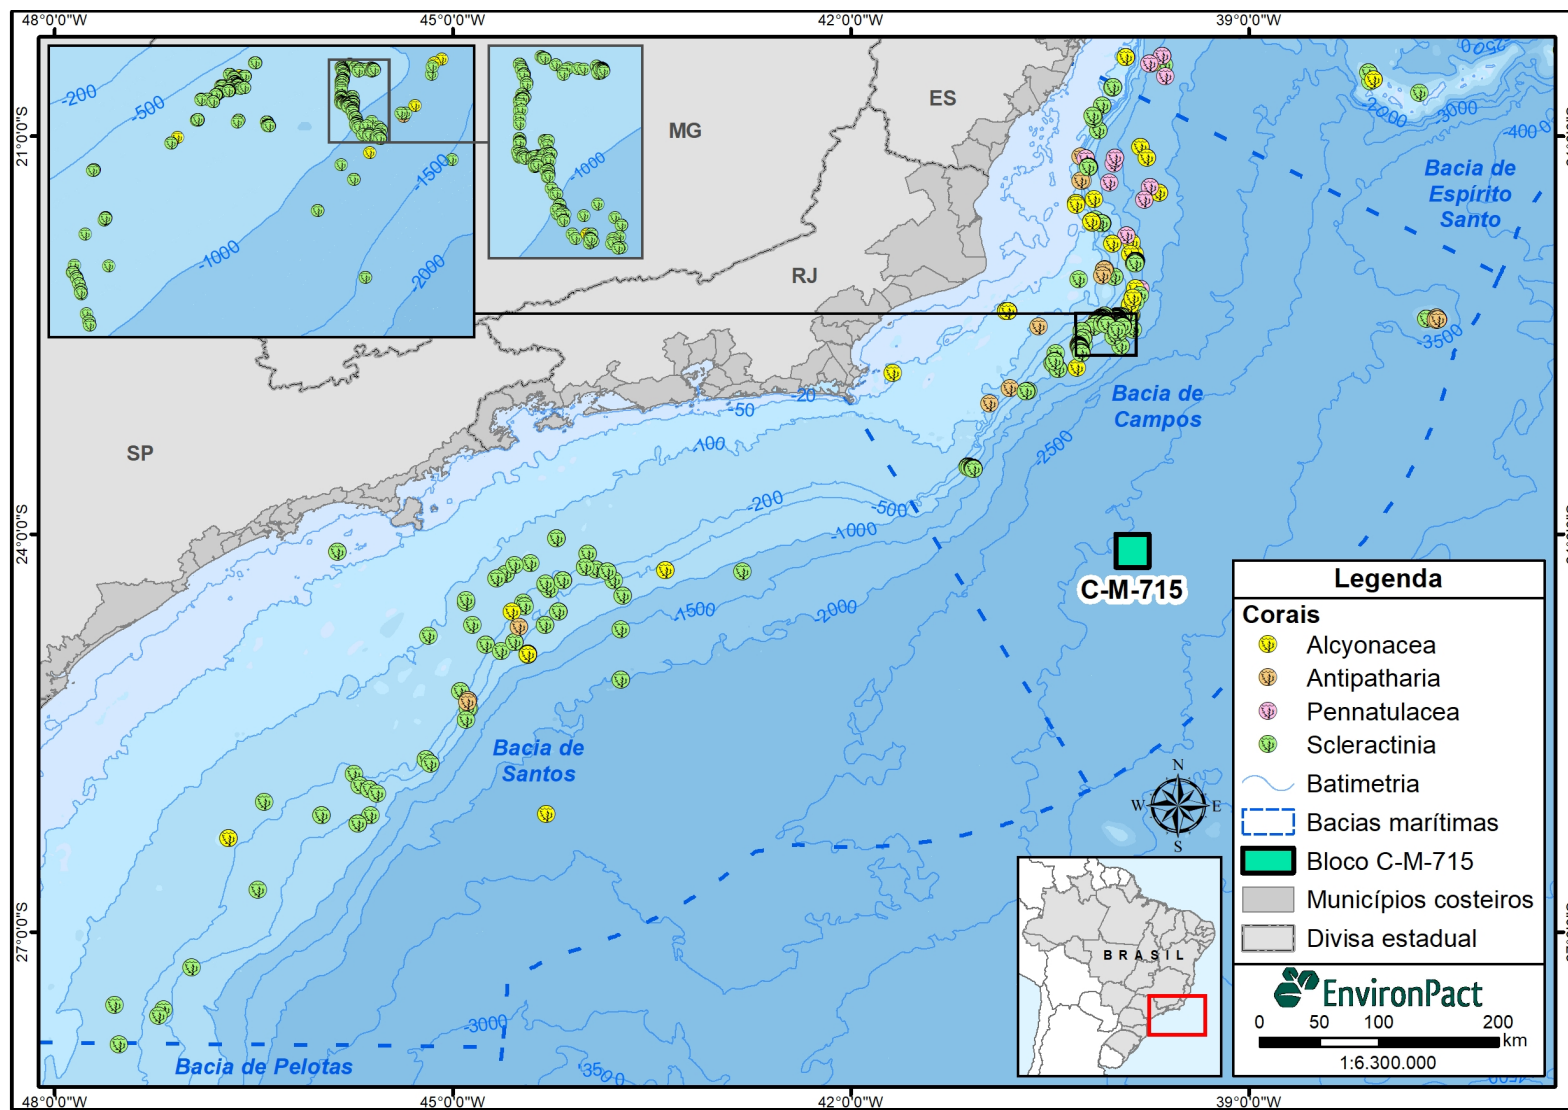 48°0'0"W
45°0'0"W
42°0'0"W
39°0'0"W
21°0'0"S
24°0'0"S
27°0'0"S
-200
-500
-1000
-1500
-2000
-1000
MG
ES
RJ
SP
-2000
-3000
-3500
Bacia de
Espírito
Santo
Bacia de
Campos
-20
-50
-100
-200
-500
-1000
-1500
-2000
-2500
C-M-715
Bacia de
Santos
-3000
Bacia de Pelotas
N
W
E
S
BRASIL
Legenda
Corais
Alcyonacea
Antipatharia
Pennatulacea
Scleractinia
Batimetria
Bacias marítimas
Bloco C-M-715
Municípios costeiros
Divisa estadual
EnvironPact
0 50 100 200
km
1:6.300.000
48°0'0"W
45°0'0"W
42°0'0"W
39°0'0"W